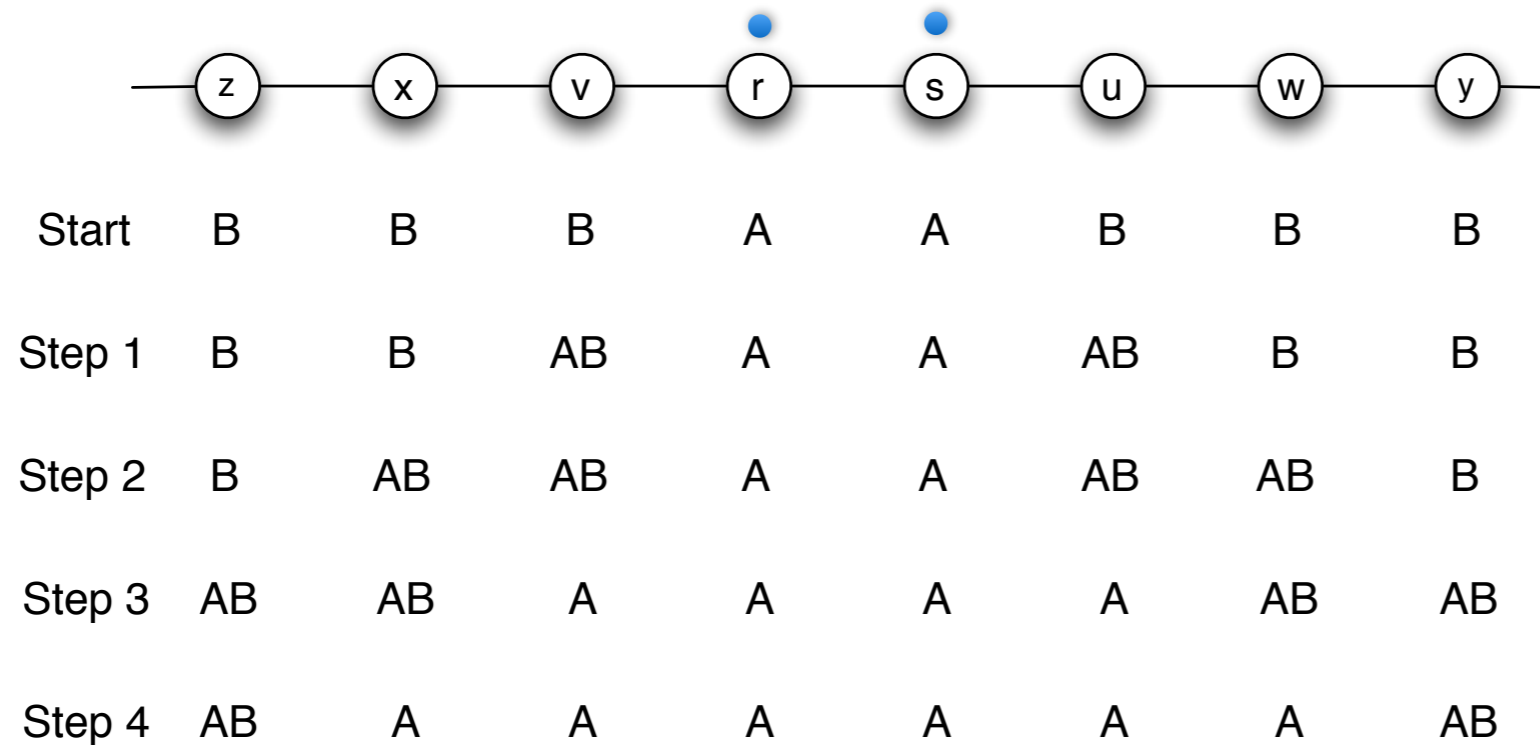 z x v r s u w y
Start B B B A A B B B
Step 1 B B AB A A AB B B
Step 2 B AB AB A A AB AB B
Step 3 AB AB A A A A AB AB
Step 4 AB A A A A A A AB